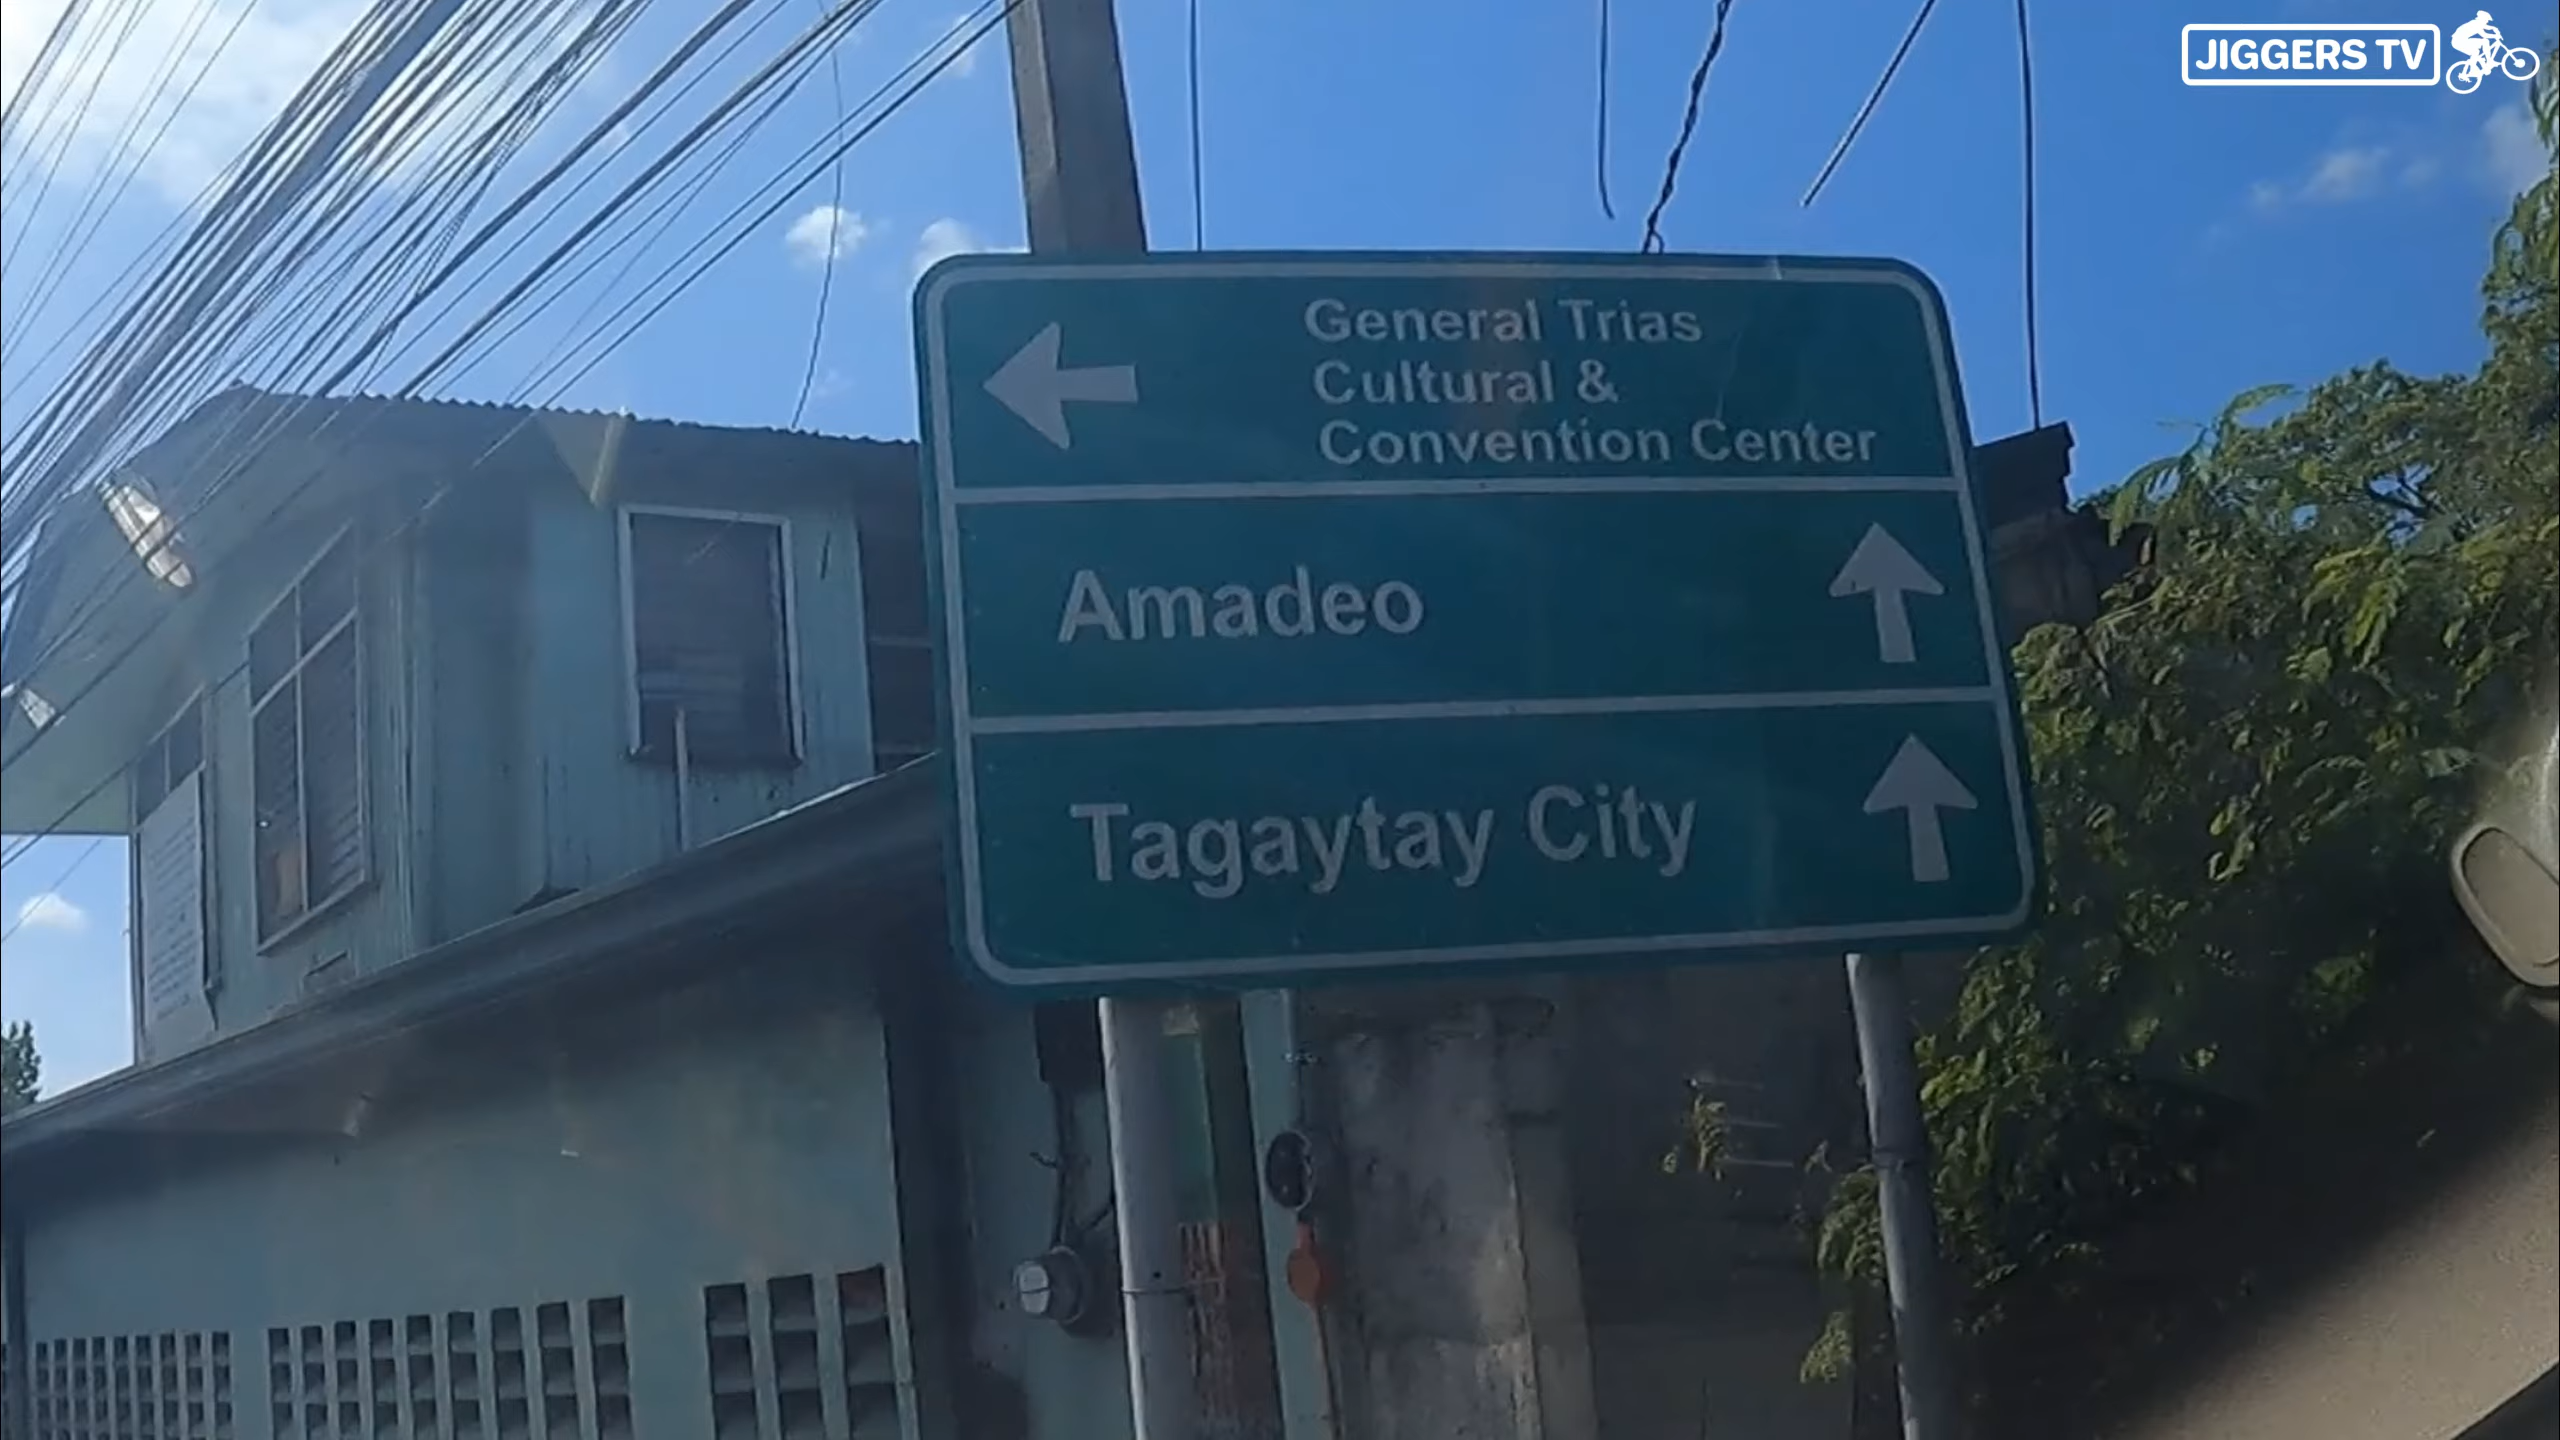 JIGGERS TV
General Trias
Cultural &
Convention Center
Amadeo
Tagaytay City